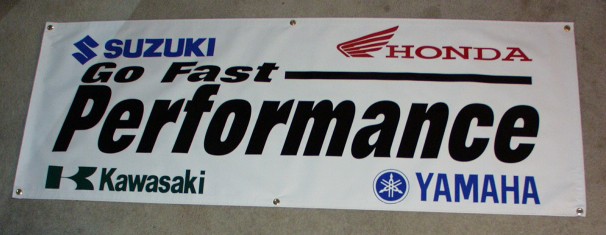 SUZUKI
HONDA
Go Fast
Performance
Kawasaki
YAMAHA